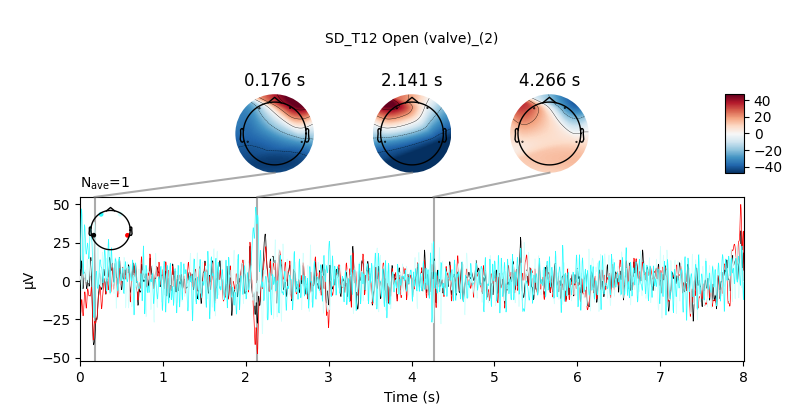 SD_T12 Open (valve)_(2)
0.176 s 2.141 s 4.266 s
40
20
0
−20
−40
Nave=1
50
25
0
−25
−50
µV
0 1 2 3 4 5 6 7 8
Time (s)